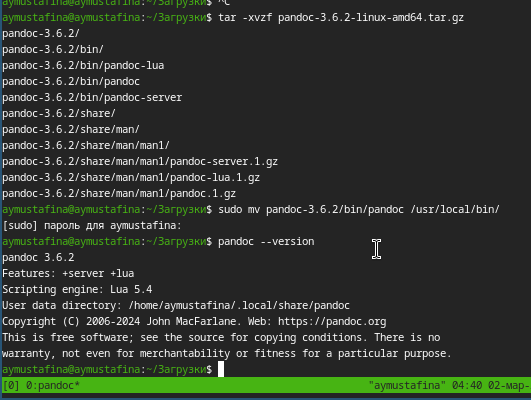 aymustafina@aymustafina:~/Загрузки$ ^C
aymustafina@aymustafina:~/Загрузки$ tar -xvzf pandoc-3.6.2-linux-amd64.tar.gz
pandoc-3.6.2/
pandoc-3.6.2/bin/
pandoc-3.6.2/bin/pandoc-lua
pandoc-3.6.2/bin/pandoc
pandoc-3.6.2/bin/pandoc-server
pandoc-3.6.2/share/
pandoc-3.6.2/share/man/
pandoc-3.6.2/share/man/man1/
pandoc-3.6.2/share/man/man1/pandoc-server.1.gz
pandoc-3.6.2/share/man/man1/pandoc-lua.1.gz
pandoc-3.6.2/share/man/man1/pandoc.1.gz
aymustafina@aymustafina:~/Загрузки$ sudo mv pandoc-3.6.2/bin/pandoc /usr/local/bin/
[sudo] пароль для aymustafina:
aymustafina@aymustafina:~/Загрузки$ pandoc --version
pandoc 3.6.2
Features: +server +lua
Scripting engine: Lua 5.4
User data directory: /home/aymustafina/.local/share/pandoc
Copyright (C) 2006-2024 John MacFarlane. Web: https://pandoc.org
This is free software; see the source for copying conditions. There is no
warranty, not even for merchantability or fitness for a particular purpose.
aymustafina@aymustafina:~/Загрузки$
[0] 0:pandoc* "aymustafina" 04:40 02-мар-